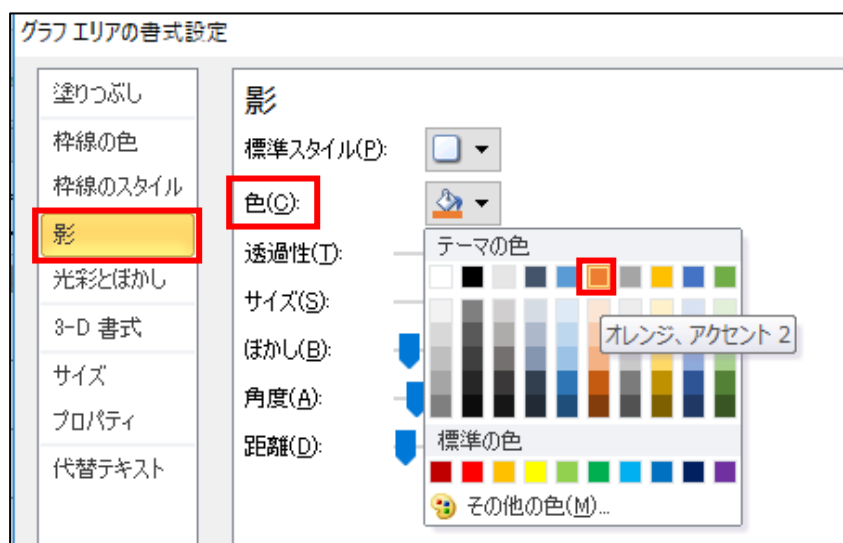 グラフ エリアの書式設定
塗りつぶし
枠線の色
枠線のスタイル
影
光彩とぼかし
3-D 書式
サイズ
プロパティ
代替テキスト
影
標準スタイル(P):
色(C):
透過性(T):
サイズ(S):
ぼかし(B):
角度(A):
距離(D):
テーマの色
オレンジ、アクセント 2
標準の色
その他の色(M)...